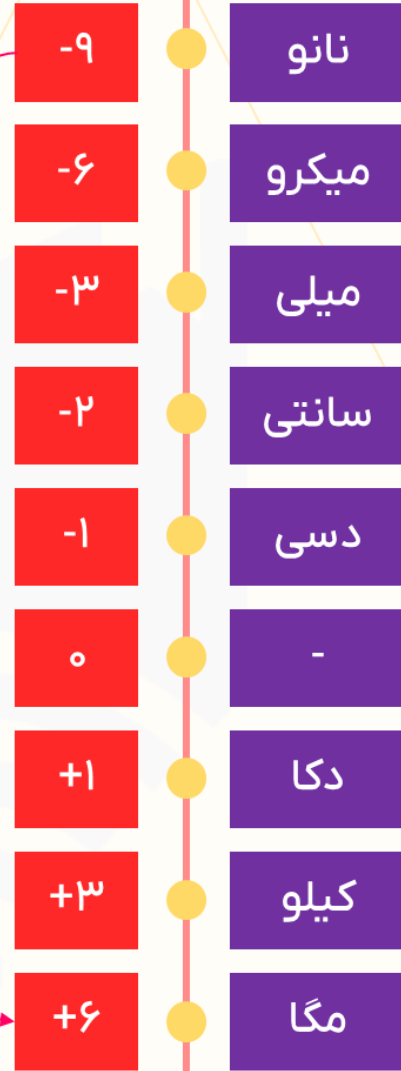 نانو -۹
میکرو -۶
میلی -۳
سانتی -۲
دسی -۱
- ۰
دکا +۱
کیلو +۳
مگا +۶